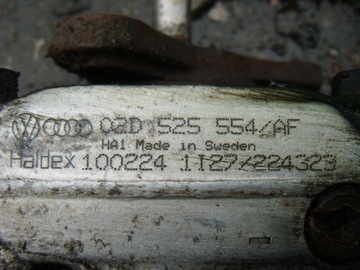 02D 525 554/AF
HA1 Made in Sweden
Haldex 100224 1127/224323